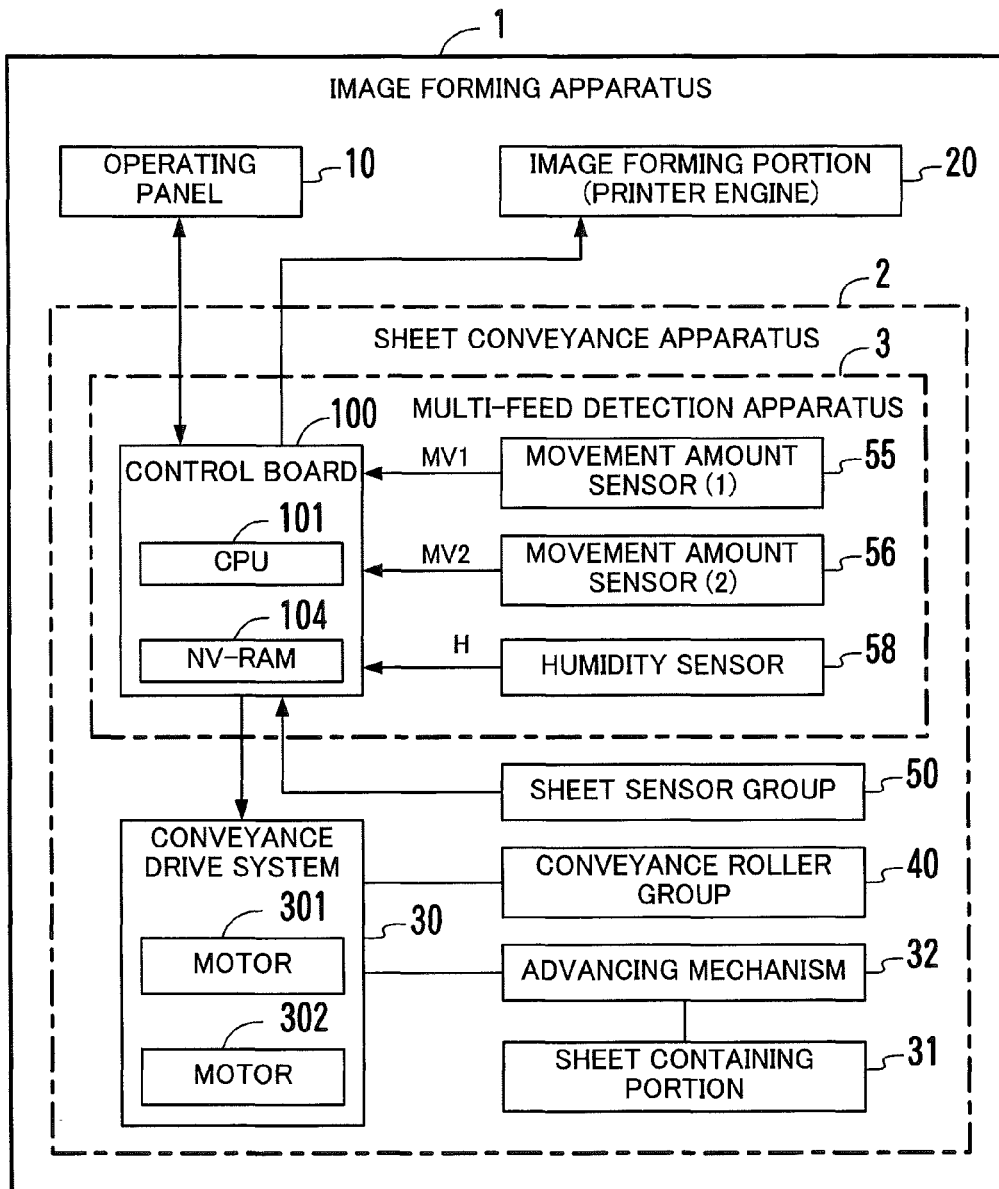 1
IMAGE FORMING APPARATUS
OPERATING
PANEL
10
IMAGE FORMING PORTION
(PRINTER ENGINE)
20
2
SHEET CONVEYANCE APPARATUS
3
MULTI-FEED DETECTION APPARATUS
100
CONTROL BOARD
101
CPU
104
NV-RAM
MV1
MOVEMENT AMOUNT
SENSOR (1)
55
MV2
MOVEMENT AMOUNT
SENSOR (2)
56
H
HUMIDITY SENSOR
58
SHEET SENSOR GROUP
50
CONVEYANCE
DRIVE SYSTEM
301
MOTOR
302
MOTOR
30
CONVEYANCE ROLLER
GROUP
40
ADVANCING MECHANISM
32
SHEET CONTAINING
PORTION
31